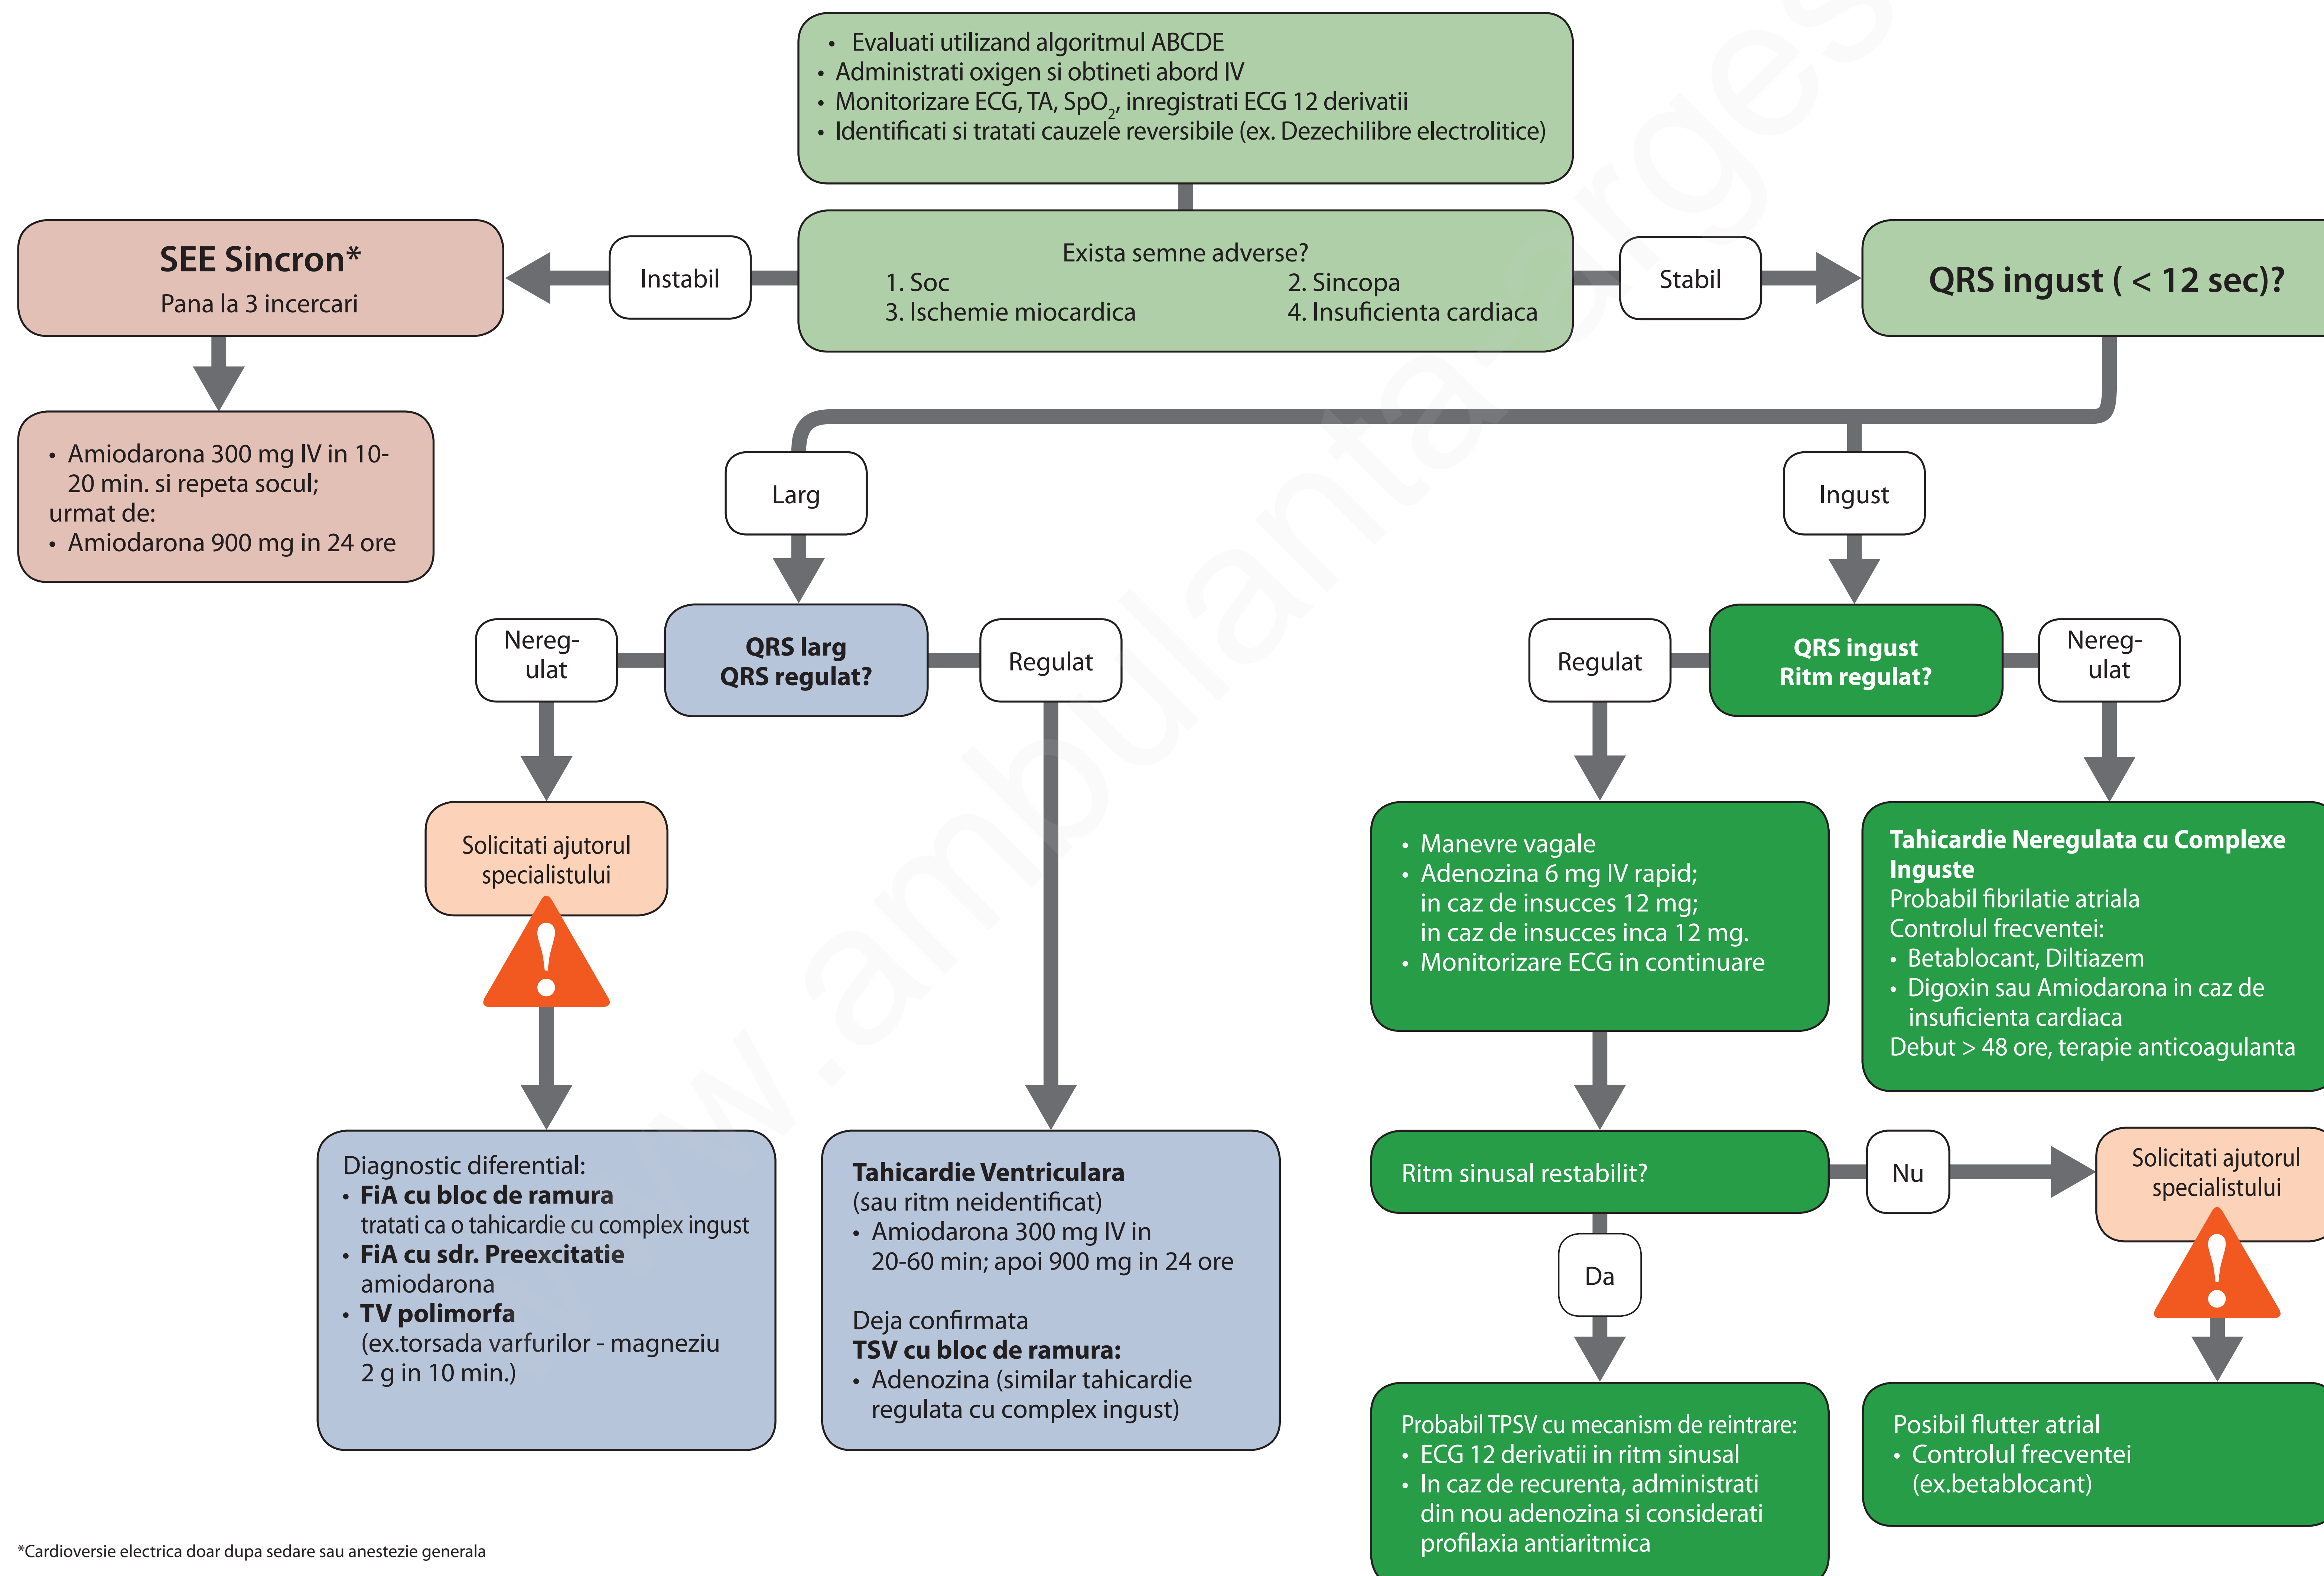 • Evaluati utilizand algoritmul ABCDE
• Administrati oxigen si obtineti abord IV
• Monitorizare ECG, TA, SpO₂, inregistrati ECG 12 derivatii
• Identificati si tratati cauzele reversibile (ex. Dezechilibre electrolitice)
SEE Sincron*
Pana la 3 incercari
Instabil
Exista semne adverse?
1. Soc
2. Sincopa
3. Ischemie miocardica
4. Insuficienta cardiaca
Stabil
QRS ingust ( < 12 sec)?
• Amiodarona 300 mg IV in 10-
20 min. si repeta socul;
urmat de:
• Amiodarona 900 mg in 24 ore
Larg
Ingust
Nereg-
ulat
QRS larg
QRS regulat?
Regulat
Regulat
QRS ingust
Ritm regulat?
Nereg-
ulat
Solicitati ajutorul
specialistului
!
• Manevre vagale
• Adenozina 6 mg IV rapid;
in caz de insucces 12 mg;
in caz de insucces inca 12 mg.
• Monitorizare ECG in continuare
Tahicardie Neregulata cu Complexe
Inguste
Probabil fibrilatie atriala
Controlul frecventei:
• Betablocant, Diltiazem
• Digoxin sau Amiodarona in caz de
insuficienta cardiaca
Debut > 48 ore, terapie anticoagulanta
Diagnostic diferential:
• FiA cu bloc de ramura
tratati ca o tahicardie cu complex ingust
• FiA cu sdr. Preexcitatie
amiodarona
• TV polimorfa
(ex.torsada varfurilor - magneziu
2 g in 10 min.)
Tahicardie Ventriculara
(sau ritm neidentificat)
• Amiodarona 300 mg IV in
20-60 min; apoi 900 mg in 24 ore
Deja confirmata
TSV cu bloc de ramura:
• Adenozina (similar tahicardie
regulata cu complex ingust)
Ritm sinusal restabilit?
Nu
Solicitati ajutorul
specialistului
!
Da
Probabil TPSV cu mecanism de reintrare:
• ECG 12 derivatii in ritm sinusal
• In caz de recurenta, administrati
din nou adenozina si considerati
profilaxia antiaritmica
Posibil flutter atrial
• Controlul frecventei
(ex.betablocant)
*Cardioversie electrica doar dupa sedare sau anestezie generala
www.ambulanta-arges